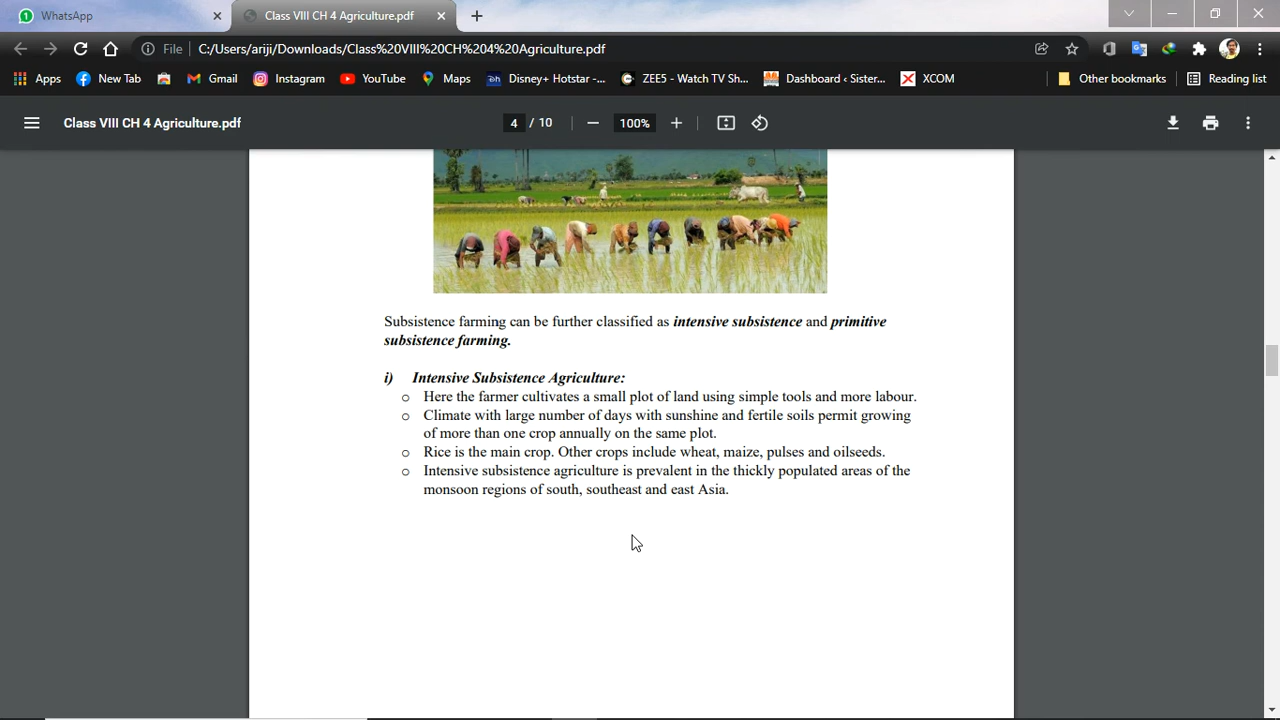 WhatsApp
Class VIII CH 4 Agriculture.pdf
File C:/Users/ariji/Downloads/Class%20VIII%20CH%204%20Agriculture.pdf
Apps New Tab Gmail Instagram YouTube Maps Disney+ Hotstar -... ZEE5 - Watch TV Sh... Dashboard ‹ Sister... XCOM Other bookmarks Reading list
Class VIII CH 4 Agriculture.pdf 4 / 10 100%
Subsistence farming can be further classified as intensive subsistence and primitive
subsistence farming.
i) Intensive Subsistence Agriculture:
o Here the farmer cultivates a small plot of land using simple tools and more labour.
o Climate with large number of days with sunshine and fertile soils permit growing
of more than one crop annually on the same plot.
o Rice is the main crop. Other crops include wheat, maize, pulses and oilseeds.
o Intensive subsistence agriculture is prevalent in the thickly populated areas of the
monsoon regions of south, southeast and east Asia.